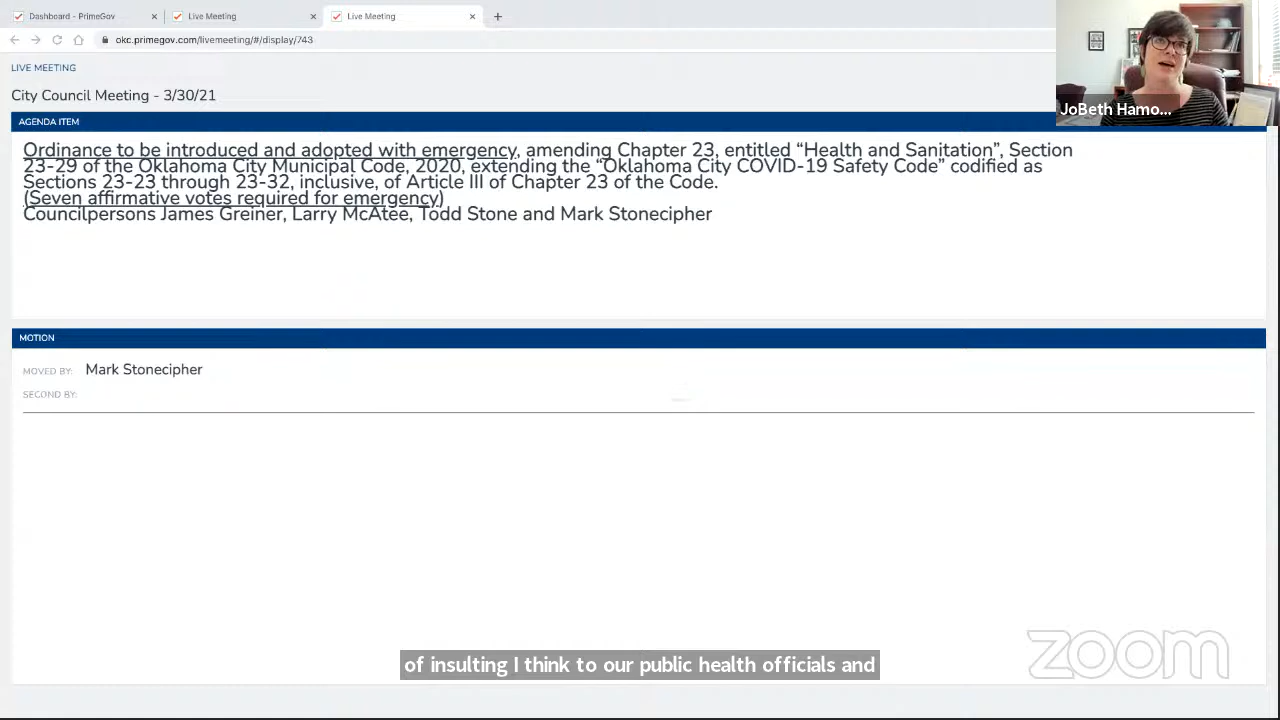 Dashboard - PrimeGov
Live Meeting
Live Meeting
okc.primegov.com/livemeeting/#/display/743
LIVE MEETING
City Council Meeting - 3/30/21
AGENDA ITEM
Ordinance to be introduced and adopted with emergency, amending Chapter 23, entitled “Health and Sanitation”, Section
23-29 of the Oklahoma City Municipal Code, 2020, extending the “Oklahoma City COVID-19 Safety Code” codified as
Sections 23-23 through 23-32, inclusive, of Article III of Chapter 23 of the Code.
(Seven affirmative votes required for emergency)
Councilpersons James Greiner, Larry McAtee, Todd Stone and Mark Stonecipher
JoBeth Hamo...
MOTION
MOVED BY: Mark Stonecipher
SECOND BY:
of insulting I think to our public health officials and
zoom